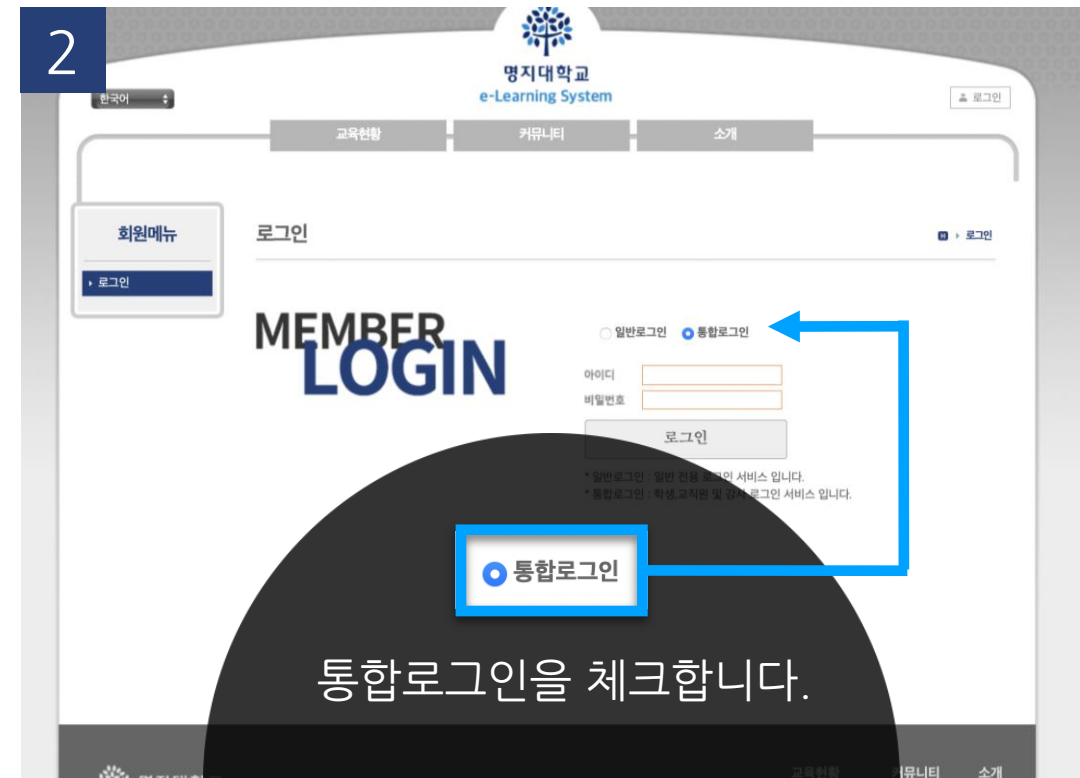 2
명지대학교
e-Learning System
한국어
로그인
교육현황
커뮤니티
소개
회원메뉴
로그인
로그인
로그인
MEMBER
LOGIN
일반로그인
통합로그인
아이디
비밀번호
로그인
* 일반로그인 : 일반 전용 로그인 서비스 입니다.
* 통합로그인 : 학생,교직원 및 강사 로그인 서비스 입니다.
통합로그인
통합로그인을 체크합니다.
명지대학교
교육현황
커뮤니티
소개